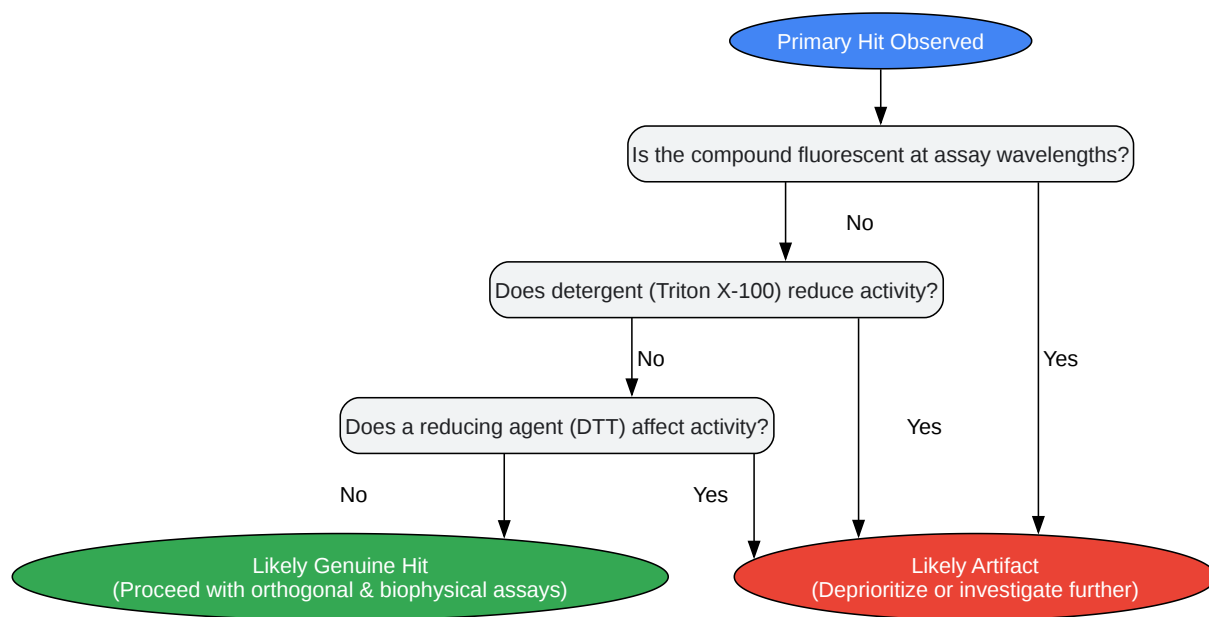 Primary Hit Observed
Is the compound fluorescent at assay wavelengths?
No
Does detergent (Triton X-100) reduce activity?
No
Yes
Does a reducing agent (DTT) affect activity?
Yes
No
Yes
Likely Genuine Hit
(Proceed with orthogonal & biophysical assays)
Likely Artifact
(Deprioritize or investigate further)